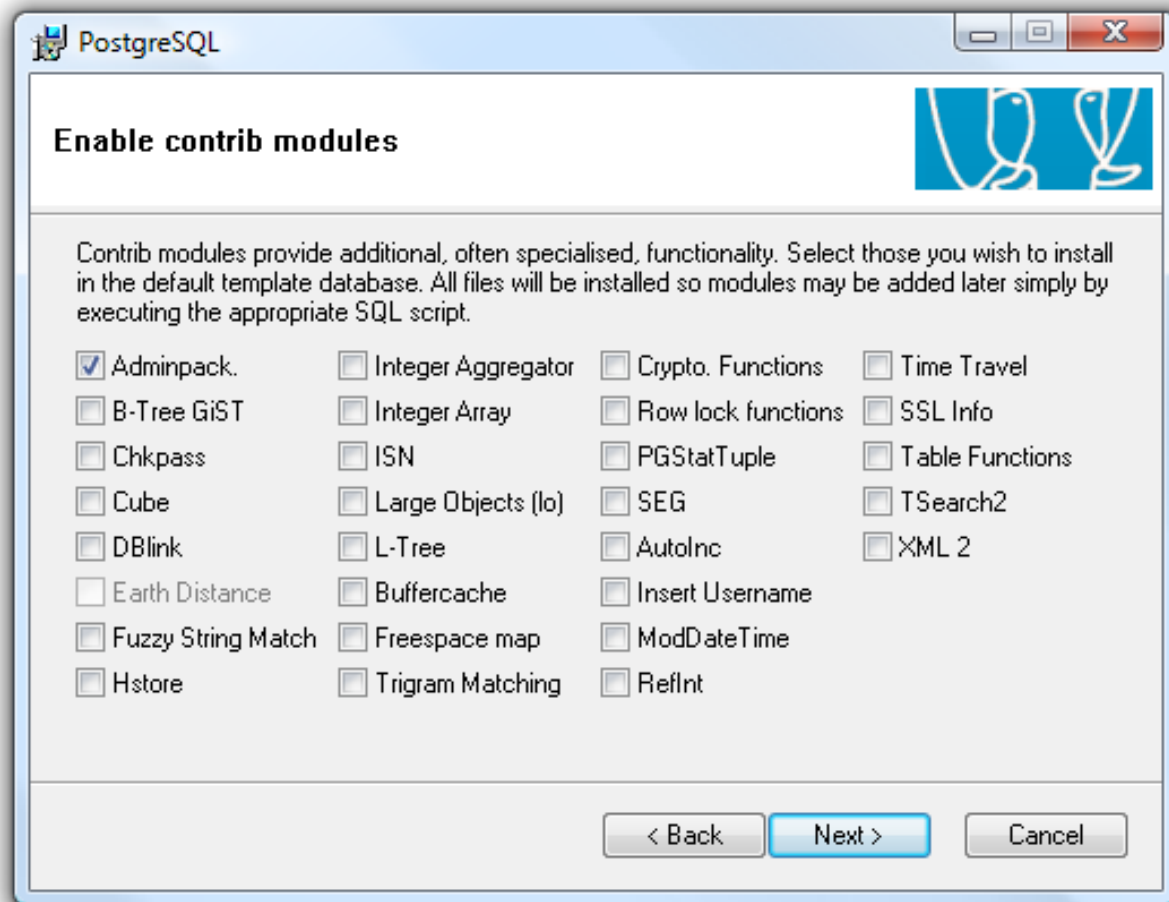 PostgreSQL
Enable contrib modules
Contrib modules provide additional, often specialised, functionality. Select those you wish to install
in the default template database. All files will be installed so modules may be added later simply by
executing the appropriate SQL script.
Adminpack.
B-Tree GiST
Chkpass
Cube
DBlink
Earth Distance
Fuzzy String Match
Hstore
Integer Aggregator
Integer Array
ISN
Large Objects (lo)
L-Tree
Buffercache
Freespace map
Trigram Matching
Crypto. Functions
Row lock functions
PGStatTuple
SEG
AutoInc
Insert Username
ModDateTime
RefInt
Time Travel
SSL Info
Table Functions
TSearch2
XML 2
< Back
Next >
Cancel